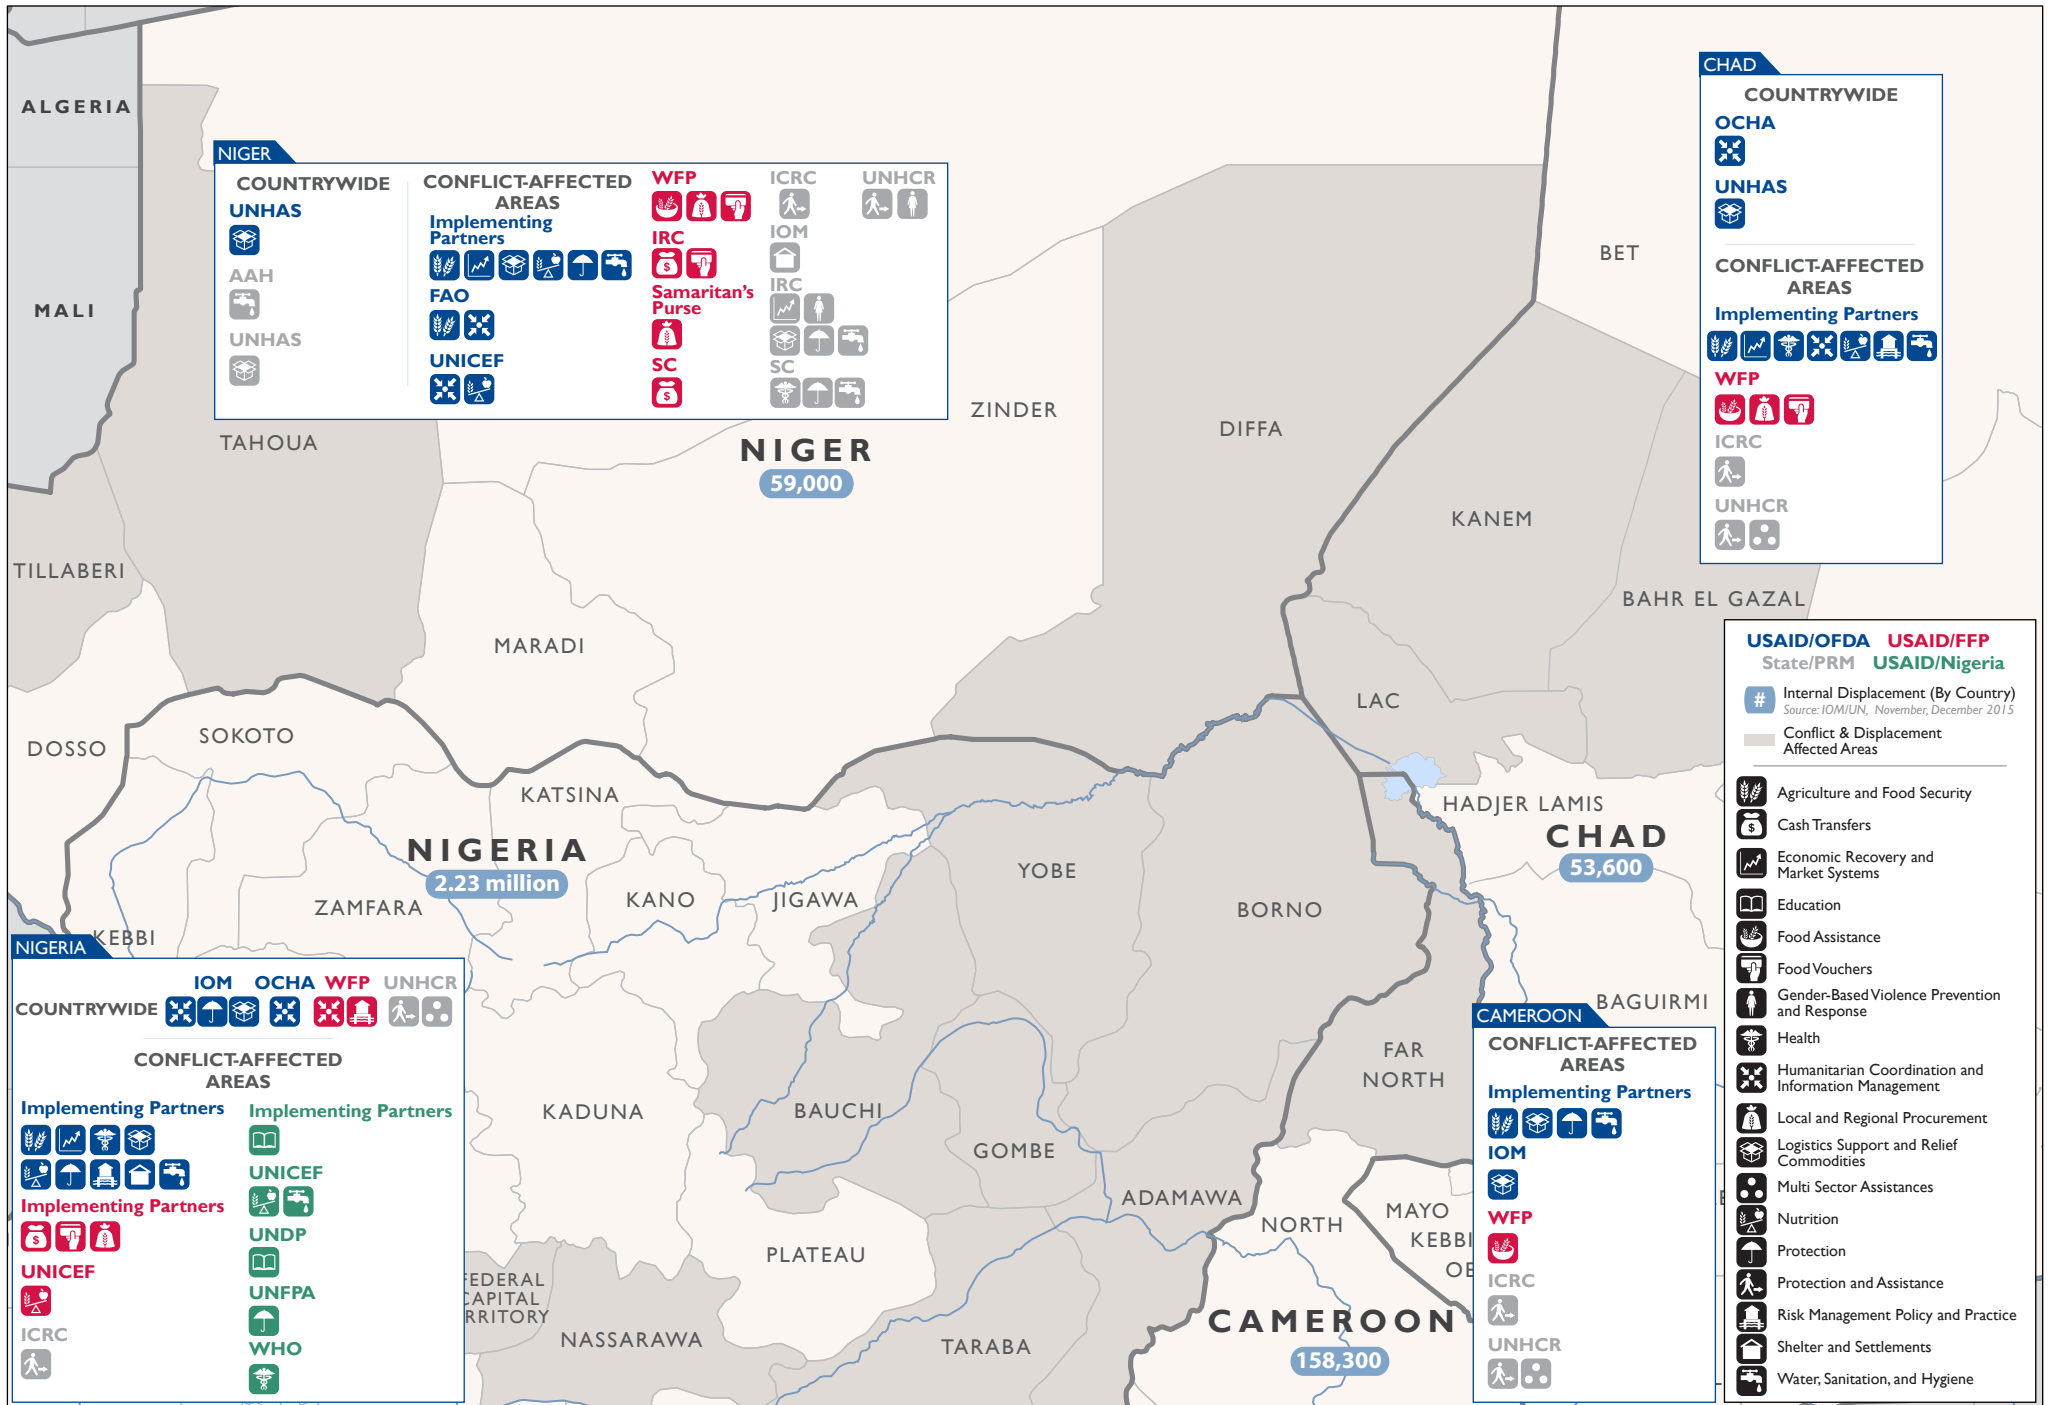 ALGERIA
MALI
NIGER
COUNTRYWIDE
UNHAS
AAH
UNHAS
CONFLICT-AFFECTED
AREAS
Implementing
Partners
FAO
UNICEF
WFP
IRC
$
Samaritan's
Purse
SC
$
ICRC
UNHCR
IOM
IRC
SC
CHAD
COUNTRYWIDE
OCHA
UNHAS
CONFLICT-AFFECTED
AREAS
Implementing Partners
WFP
ICRC
UNHCR
BET
TAHOUA
ZINDER
NIGER
59,000
DIFFA
KANEM
TILLABERI
BAHR EL GAZAL
MARADI
LAC
DOSSO
SOKOTO
KATSINA
HADJER LAMIS
NIGERIA
2.23 million
CHAD
53,600
ZAMFARA
KANO
JIGAWA
YOBE
BORNO
KEBBI
BAGUIRMI
FAR
NORTH
KADUNA
BAUCHI
GOMBE
ADAMAWA
NORTH
MAYO
KEBBI
OE
PLATEAU
FEDERAL
CAPITAL
RRITORY
NASSARAWA
TARABA
CAMEROON
158,300
NIGERIA
COUNTRYWIDE
IOM
OCHA
WFP
UNHCR
CONFLICT-AFFECTED
AREAS
Implementing Partners
Implementing Partners
$
UNICEF
ICRC
Implementing Partners
UNICEF
UNDP
UNFPA
WHO
CAMEROON
CONFLICT-AFFECTED
AREAS
Implementing Partners
IOM
WFP
ICRC
UNHCR
USAID/OFDA USAID/FFP
State/PRM USAID/Nigeria
# Internal Displacement (By Country)
Source: IOM/UN, November, December 2015
Conflict & Displacement
Affected Areas
Agriculture and Food Security
$ Cash Transfers
Economic Recovery and
Market Systems
Education
Food Assistance
Food Vouchers
Gender-Based Violence Prevention
and Response
Health
Humanitarian Coordination and
Information Management
Local and Regional Procurement
Logistics Support and Relief
Commodities
Multi Sector Assistances
Nutrition
Protection
Protection and Assistance
Risk Management Policy and Practice
Shelter and Settlements
Water, Sanitation, and Hygiene